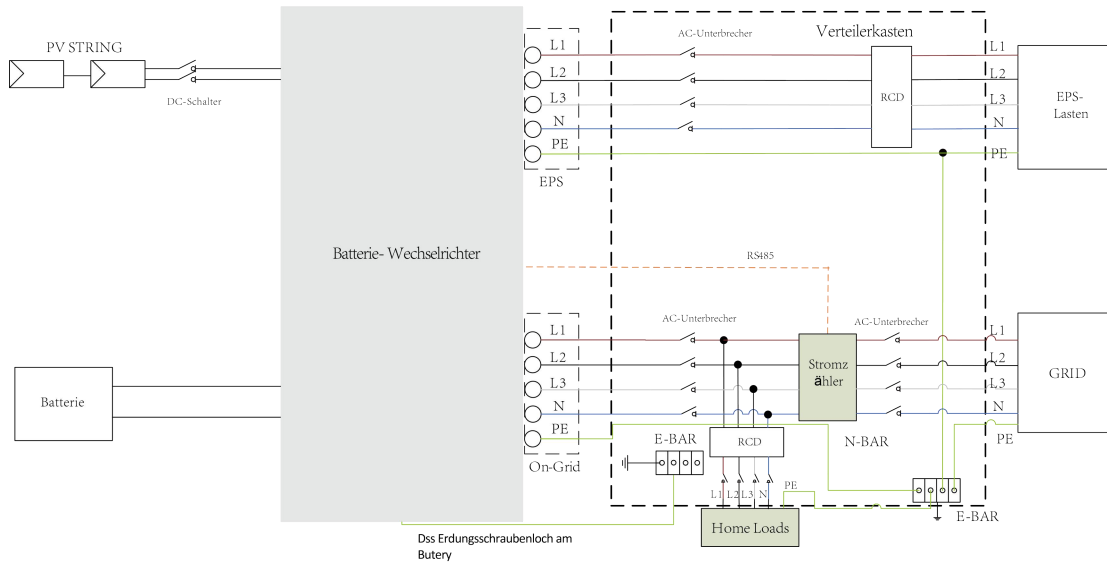 PV STRING
DC-Schalter
Batterie- Wechselrichter
Batterie
L1
L2
L3
N
PE
EPS
AC-Unterbrecher
Verteilerkasten
RCD
L1
L2
L3
N
PE
EPS-
Lasten
RS485
L1
L2
L3
N
PE
On-Grid
AC-Unterbrecher
Stromz
ähler
AC-Unterbrecher
L1
L2
L3
N
PE
GRID
N-BAR
E-BAR
RCD
L1
L2
L3
N
PE
Home Loads
E-BAR
Dss Erdungsschraubenloch am
Butery